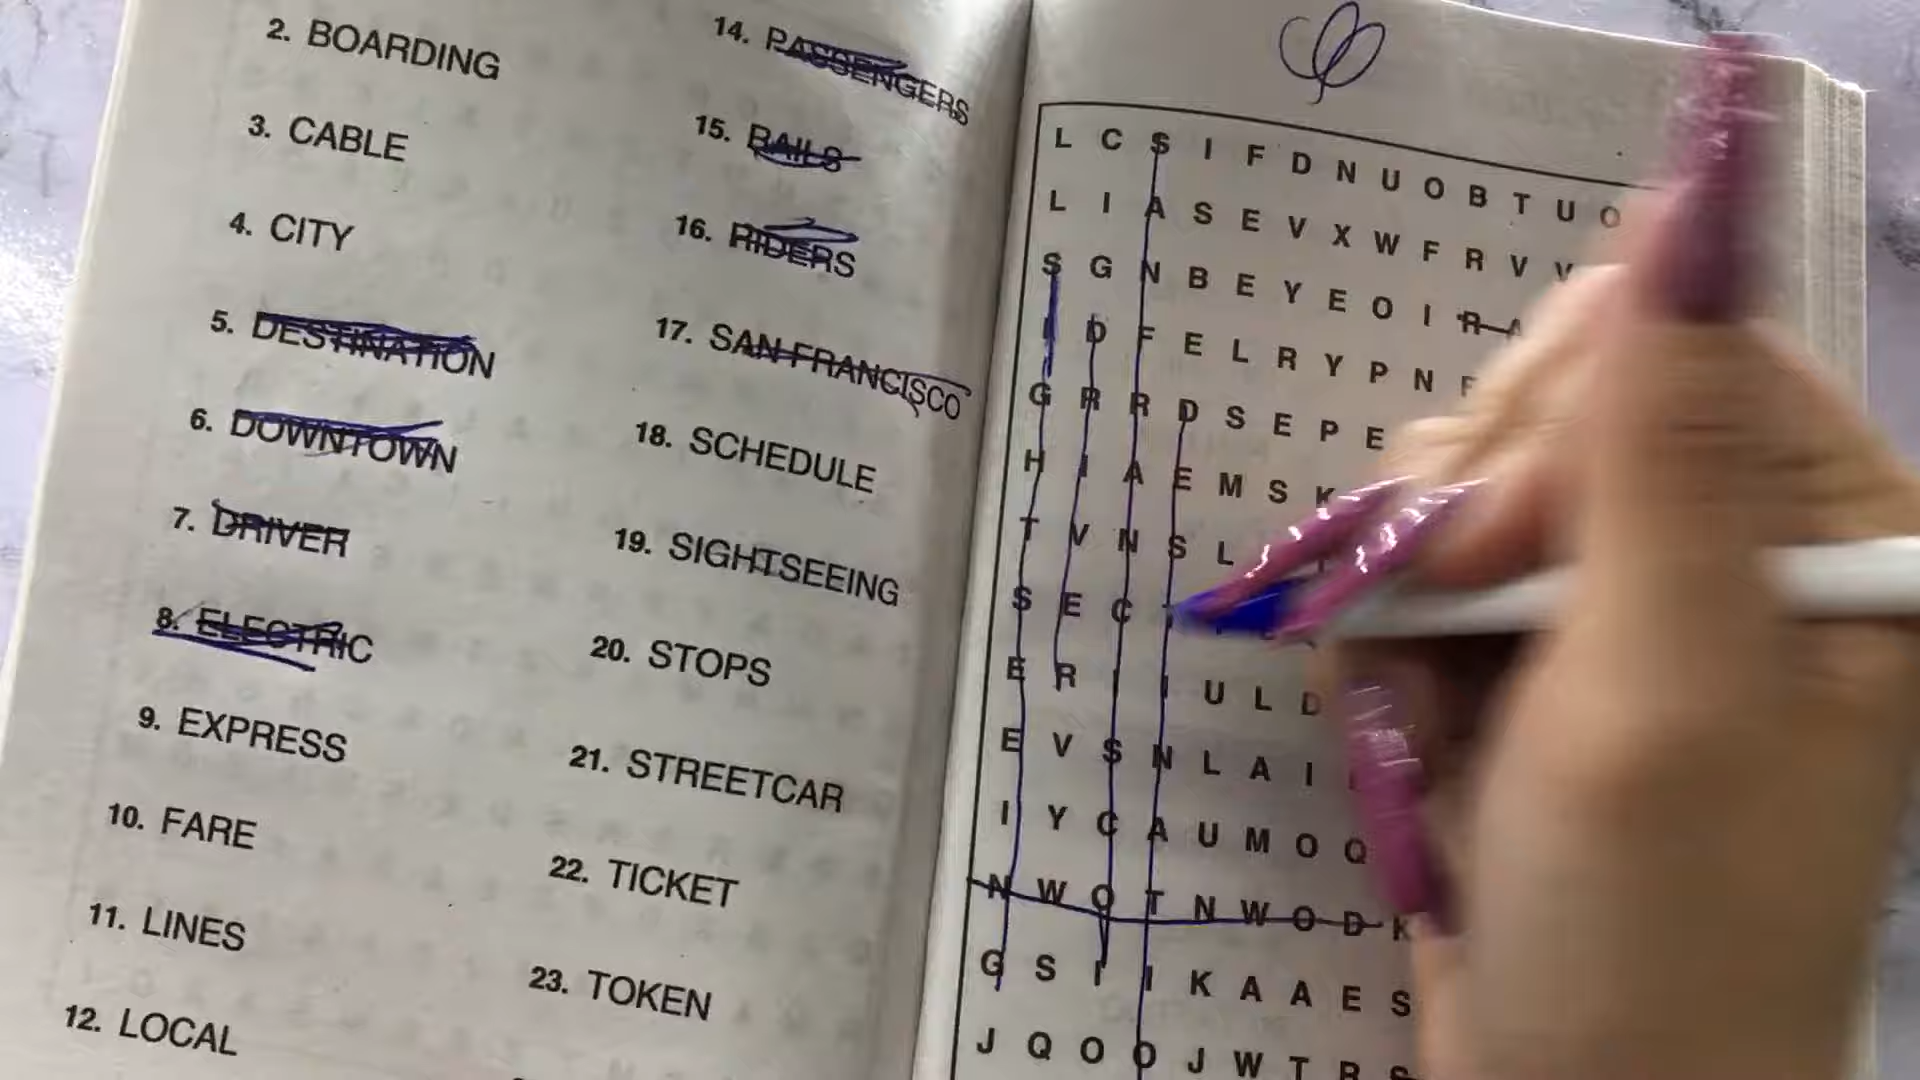 2. BOARDING
3. CABLE
4. CITY
5. DESTINATION
6. DOWNTOWN
7. DRIVER
8. ELECTRIC
9. EXPRESS
10. FARE
11. LINES
12. LOCAL
14. PASSENGERS
15. RAILS
16. RIDERS
17. SAN FRANCISCO
18. SCHEDULE
19. SIGHTSEEING
20. STOPS
21. STREETCAR
22. TICKET
23. TOKEN
L C S I F D N U O B T U O
L I A S E V X W F R V
S G N B E Y E O I R A
I D F E L R Y P N
G R R D S E P E
H I A E M S K
T V N S L
S E C
E R I I U L D
E V S N L A I
I Y C A U M O Q
N W O T N W O D K
G S I I K A A E S
J Q O O J W T R S